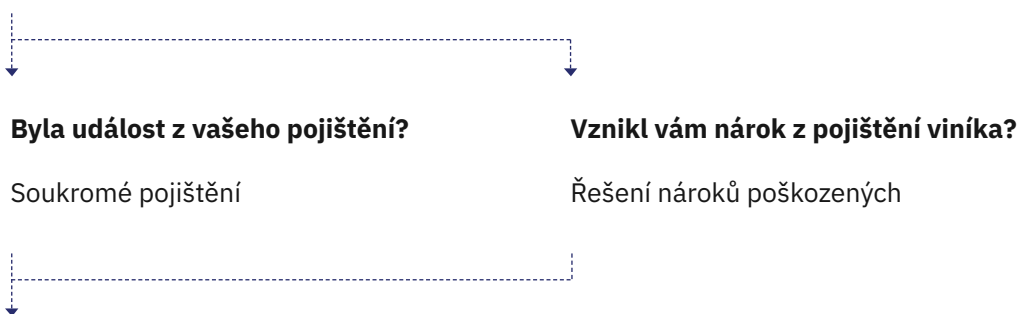 Byla událost z vašeho pojištění?
Vznikl vám nárok z pojištění viníka?
Soukromé pojištění
Řešení nároků poškozených